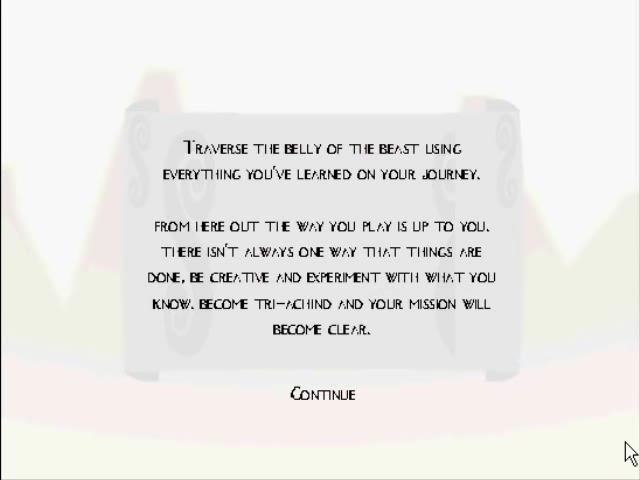 Traverse the belly of the beast using
everything you've learned on your journey.
from here out the way you play is up to you.
there isn't always one way that things are
done, be creative and experiment with what you
know. become tri-achind and your mission will
become clear.
Continue